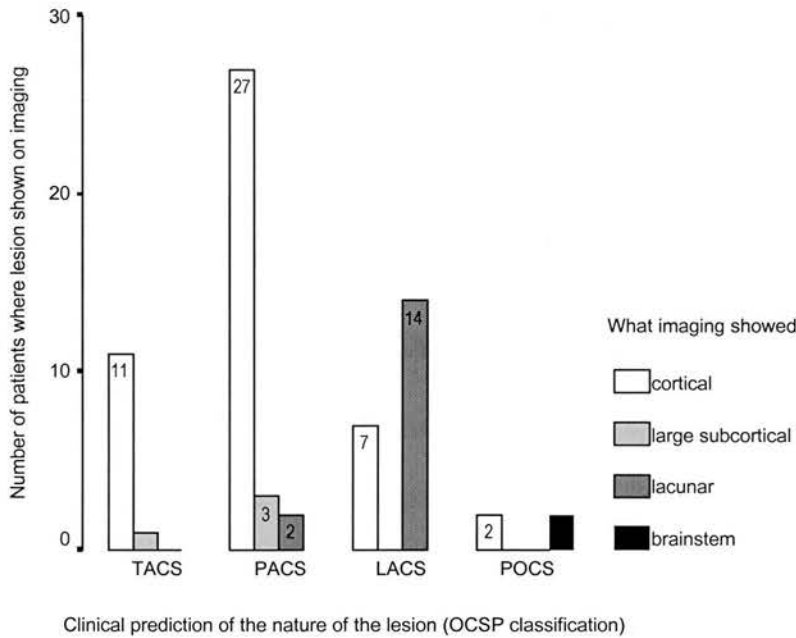 Number of patients where lesion shown on imaging
30
20
10
0
11
27
3
2
7
14
2
TACS
PACS
LACS
POCS
What imaging showed
cortical
large subcortical
lacunar
brainstem
Clinical prediction of the nature of the lesion (OCSP classification)